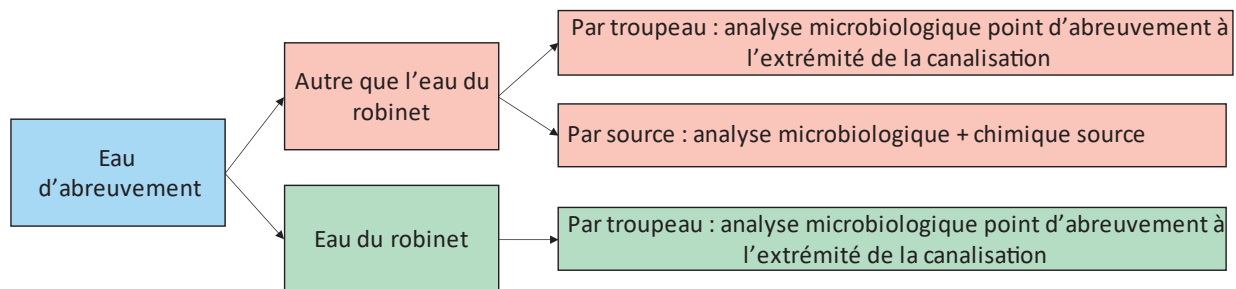 Eau
d’abreuvement
Autre que l’eau du
robinet
Par troupeau : analyse microbiologique point d’abreuvement à
l’extrémité de la canalisation
Par source : analyse microbiologique + chimique source
Eau du robinet
Par troupeau : analyse microbiologique point d’abreuvement à
l’extrémité de la canalisation